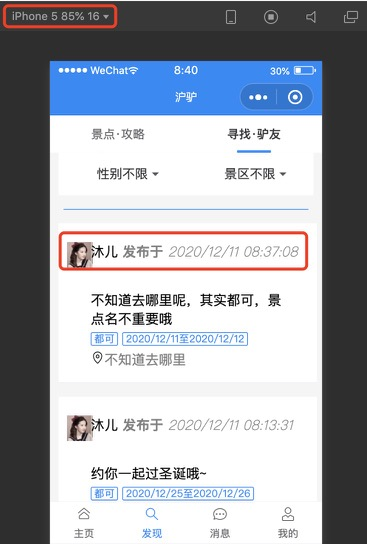 iPhone 5 85% 16
WeChat
8:40
30%
沪驴
景点·攻略
寻找·驴友
性别不限
景区不限
沐儿 发布于 2020/12/11 08:37:08
不知道去哪里呢，其实都可，景
点名不重要哦
都可 2020/12/11至2020/12/12
不知道去哪里
沐儿 发布于 2020/12/11 08:13:31
约你一起过圣诞哦~
都可 2020/12/25至2020/12/26
主页
发现
消息
我的